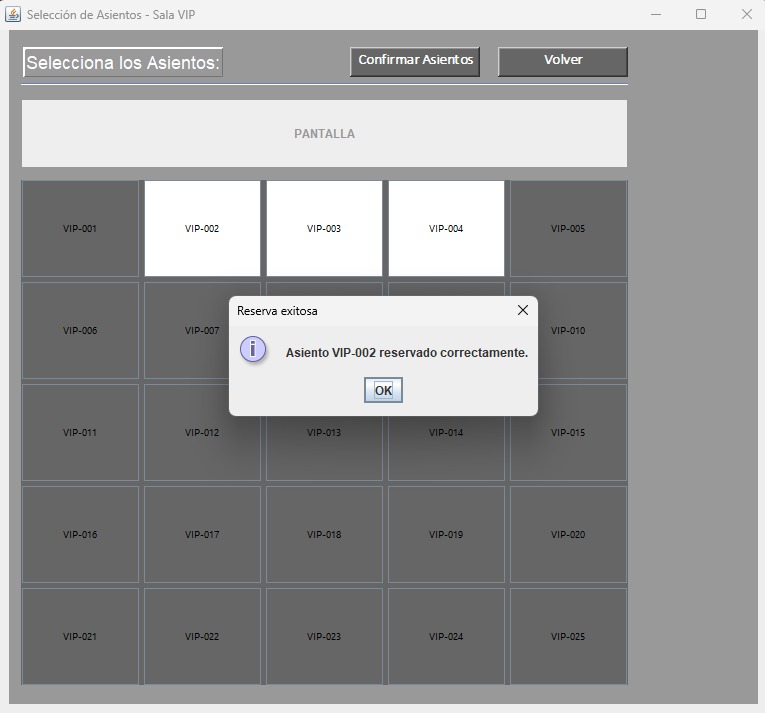 Selección de Asientos - Sala VIP
Selecciona los Asientos:
Confirmar Asientos
Volver
PANTALLA
VIP-001 VIP-002 VIP-003 VIP-004 VIP-005
VIP-006 VIP-007 VIP-010
Reserva exitosa
Asiento VIP-002 reservado correctamente.
OK
VIP-011 VIP-012 VIP-013 VIP-014 VIP-015
VIP-016 VIP-017 VIP-018 VIP-019 VIP-020
VIP-021 VIP-022 VIP-023 VIP-024 VIP-025